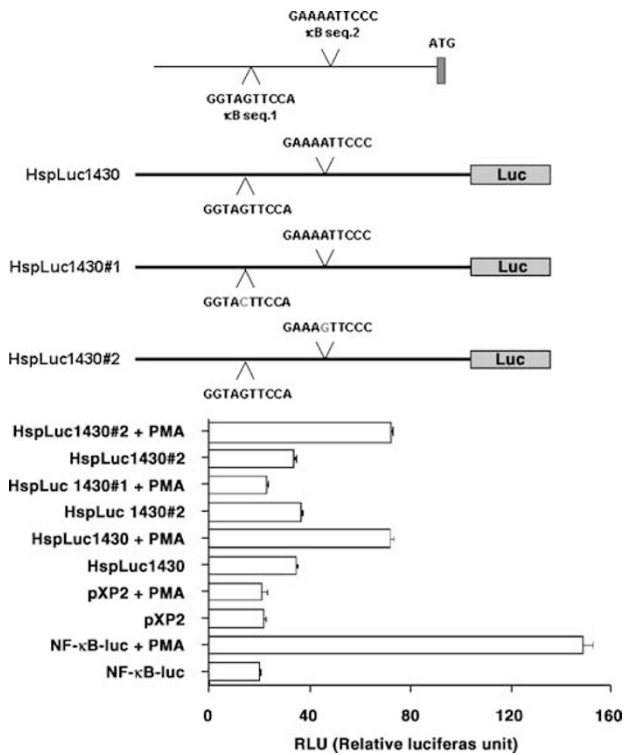 GAAAATTCCC
κB seq.2
ATG
GGTAGTTCCA
κB seq.1
GAAAATTCCC
HspLuc1430
Luc
GGTAGTTCCA
GAAAATTCCC
HspLuc1430#1
Luc
GGTACTTCCA
GAAAGTTCCC
HspLuc1430#2
Luc
GGTAGTTCCA
HspLuc1430#2 + PMA
HspLuc1430#2
HspLuc 1430#1 + PMA
HspLuc 1430#2
HspLuc1430 + PMA
HspLuc1430
pXP2 + PMA
pXP2
NF-κB-luc + PMA
NF-κB-luc
0 40 80 120 160
RLU (Relative luciferas unit)